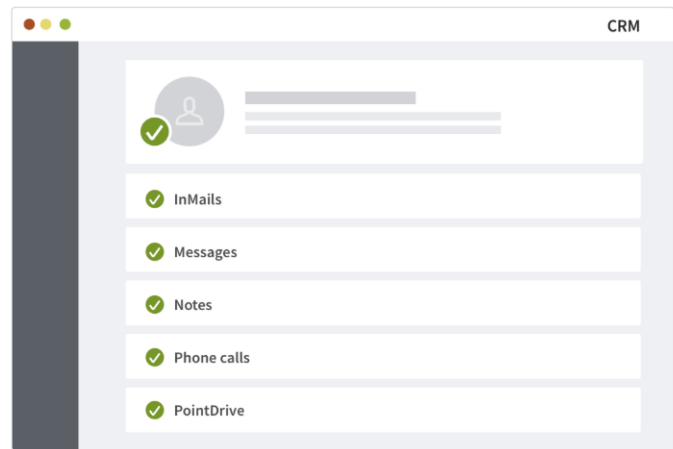 CRM
InMails
Messages
Notes
Phone calls
PointDrive